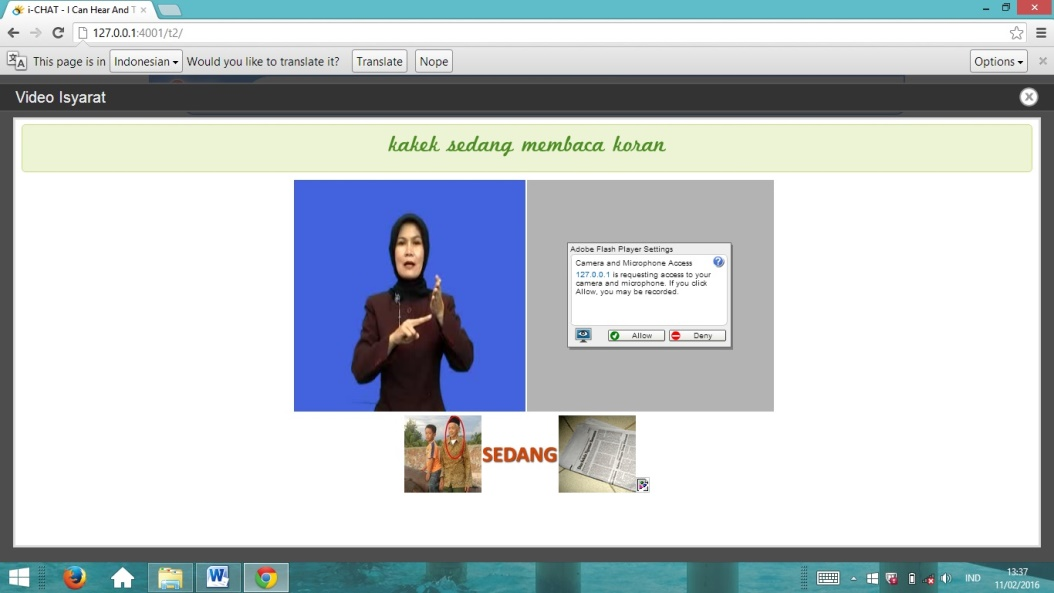 i-CHAT - I Can Hear And T
127.0.0.1:4001/t2/
This page is in Indonesian Would you like to translate it? Translate Nope Options
Video Isyarat
kakek sedang membaca koran
Adobe Flash Player Settings
Camera and Microphone Access
127.0.0.1 is requesting access to your
camera and microphone. If you click
Allow, you may be recorded.
Allow Deny
SEDANG
IND
13:37
11/02/2016